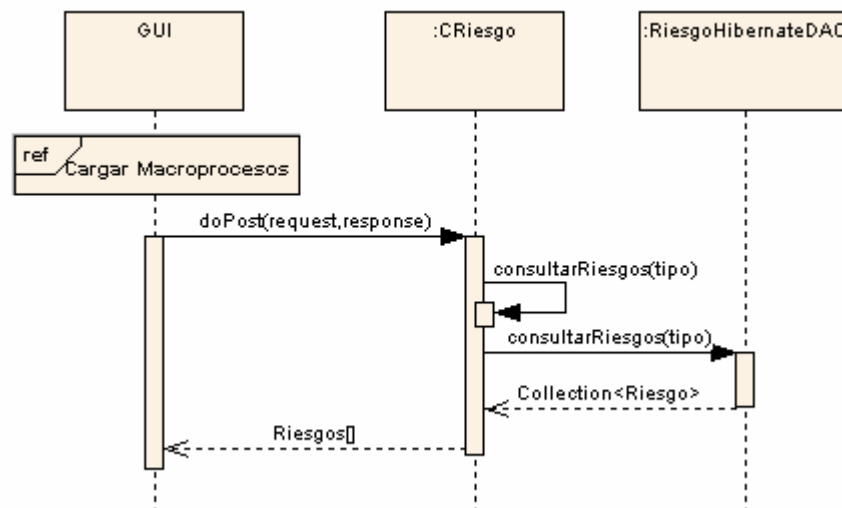 GUI
:CRiesgo
:RiesgoHibernateDAO
ref
Cargar Macroprocesos
doPost(request,response)
consultarRiesgos(tipo)
consultarRiesgos(tipo)
Collection<Riesgo>
Riesgos[]